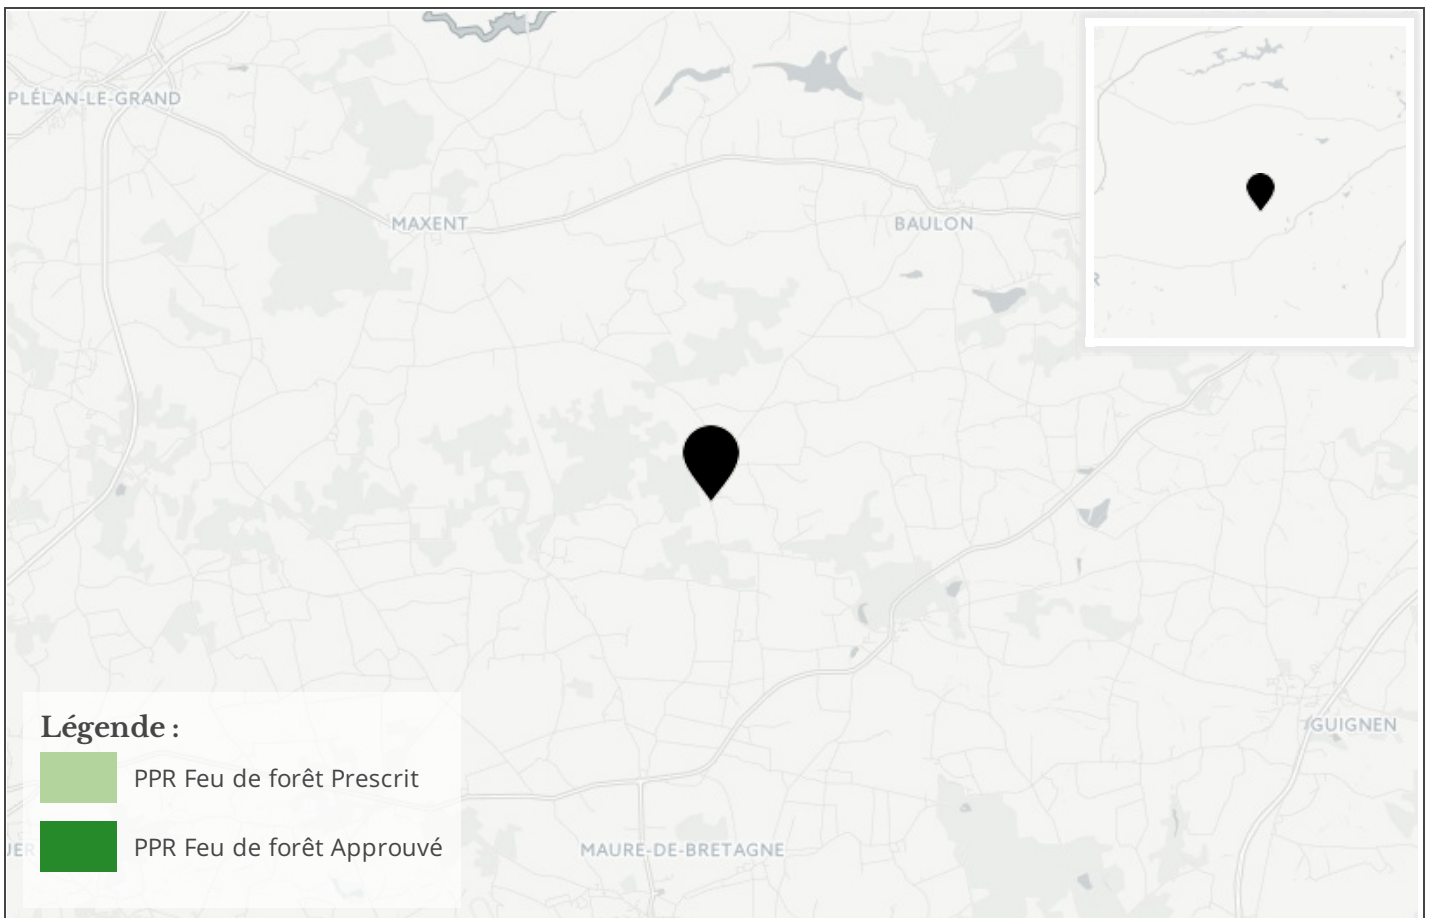 PLÉLAN-LE-GRAND
MAXENT
BAULON
R
GUIGNEN
Légende :
PPR Feu de forêt Prescrit
PPR Feu de forêt Approuvé
UER
MAURE-DE-BRETAGNE